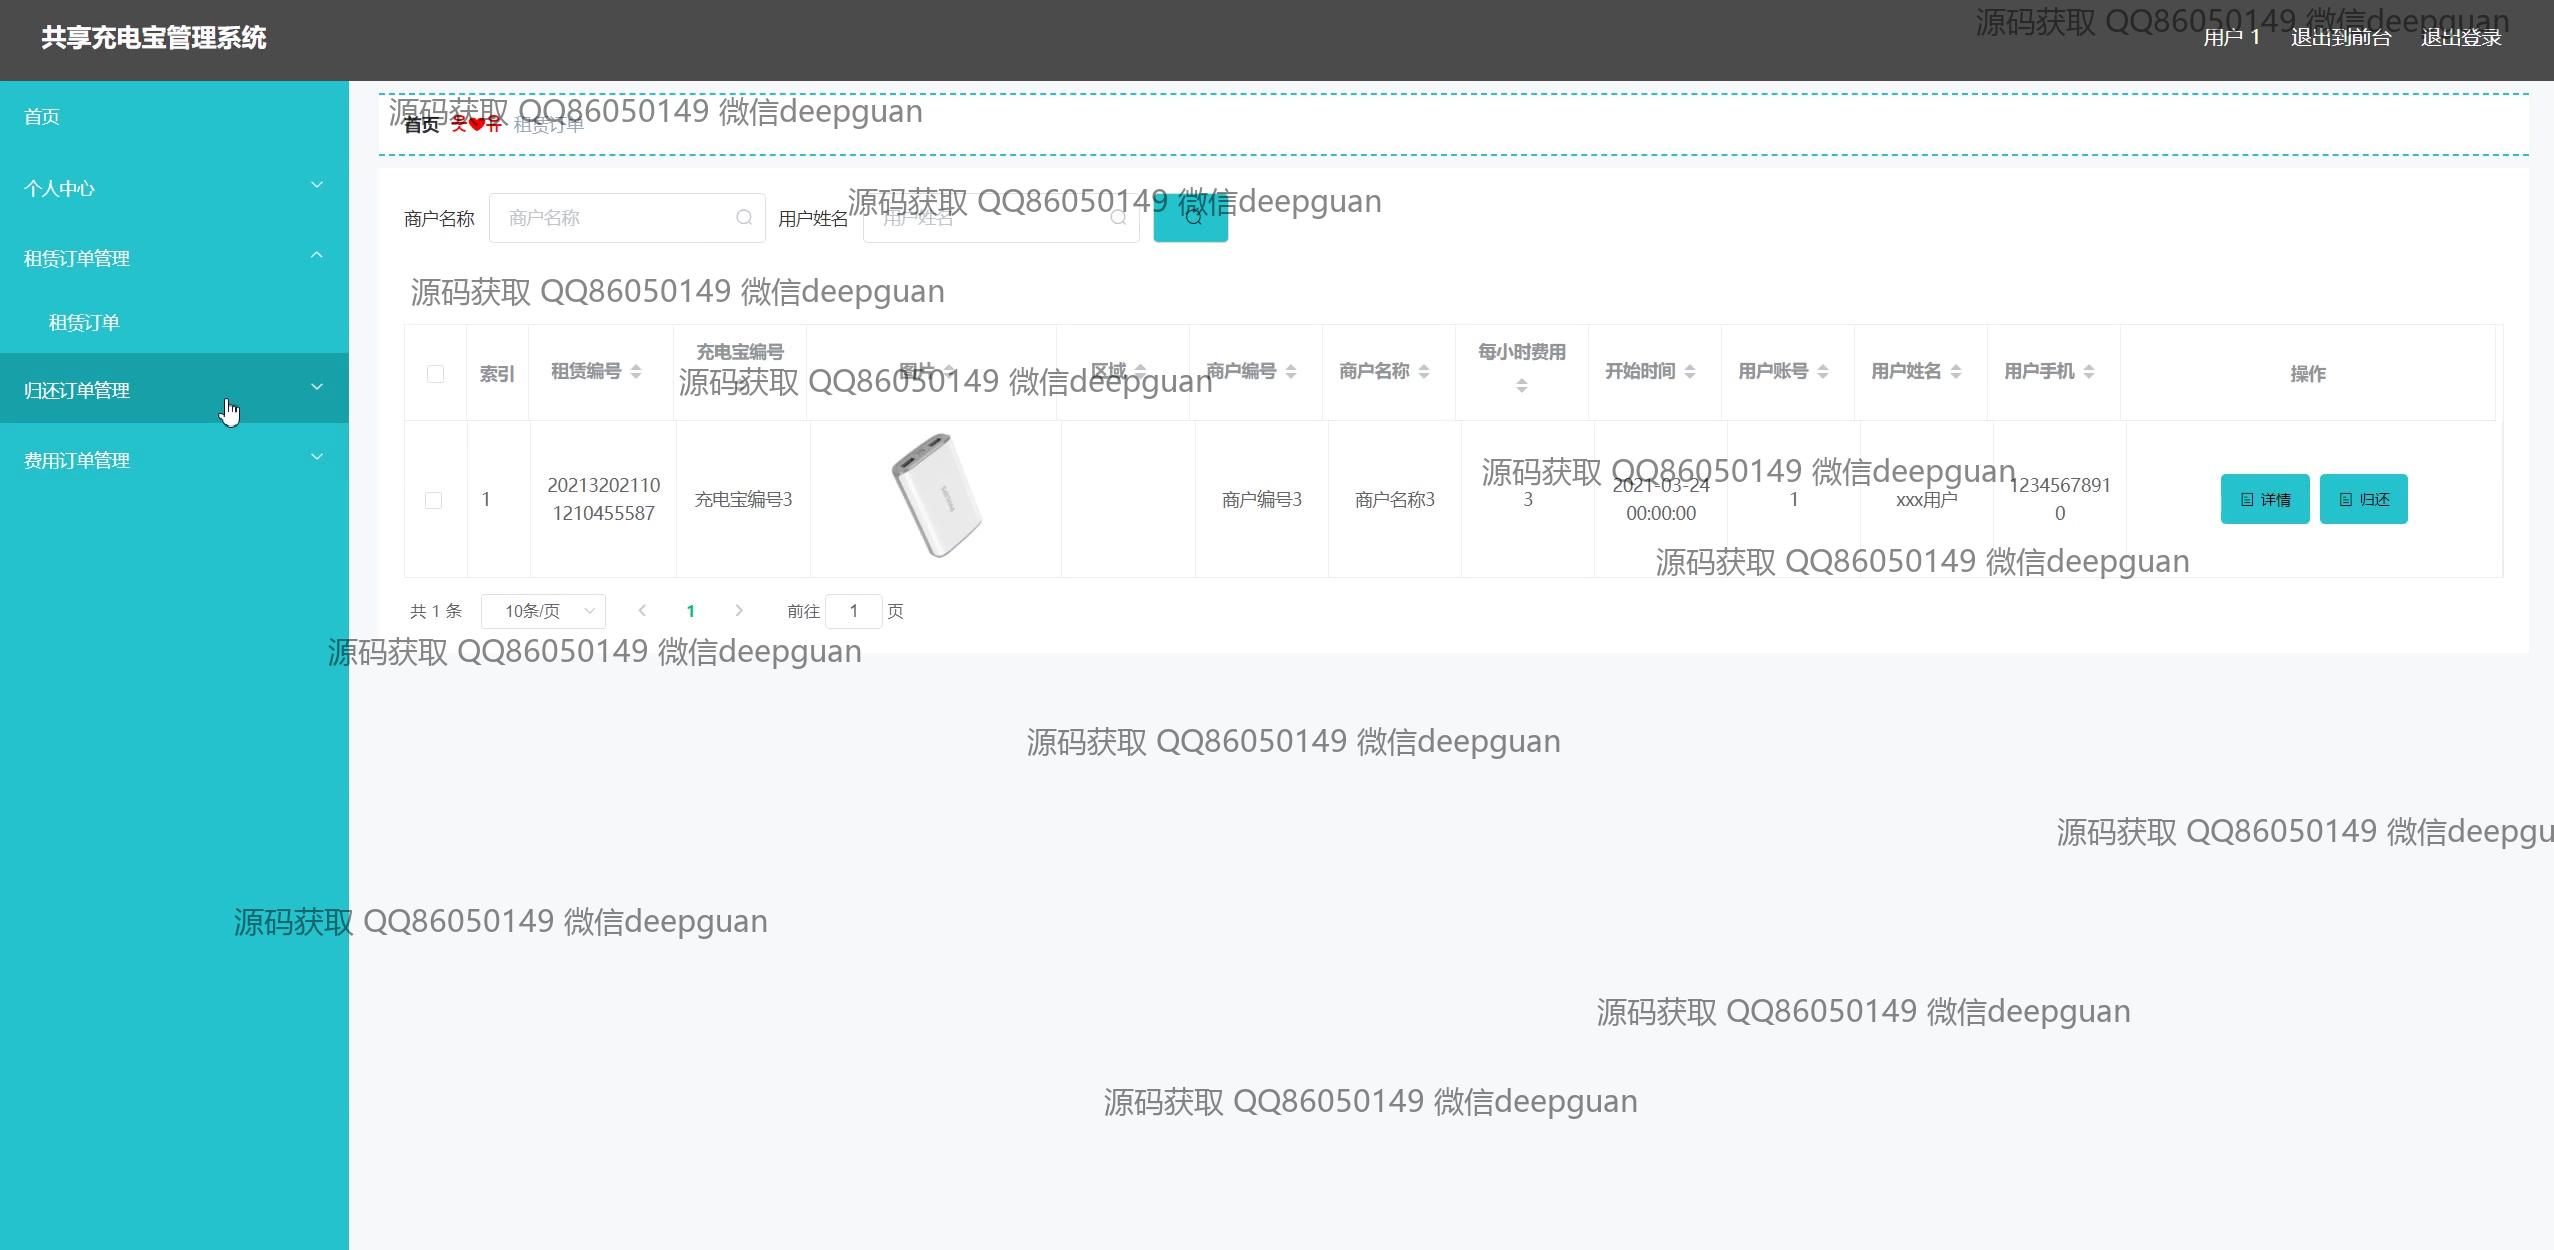 共享充电宝管理系统
源码获取 QQ86050149 微信deepguan
用户 1 退出到前台 退出登录
首页
个人中心
租赁订单管理
租赁订单
归还订单管理
费用订单管理
源码获取 QQ86050149 微信deepguan
首页 웃❤유 租赁订单
源码获取 QQ86050149 微信deepguan
商户名称 商户名称 用户姓名 用户姓名
源码获取 QQ86050149 微信deepguan
索引 租赁编号 充电宝编号 图片 区域 商户编号 商户名称 每小时费用 开始时间 用户账号 用户姓名 用户手机 操作
源码获取 QQ86050149 微信deepguan
源码获取 QQ86050149 微信deepguan
1 20213202110 充电宝编号3 商户编号3 商户名称3 3 2021-03-24 1 xxx用户 1234567891 详情 归还
1210455587 00:00:00 0
源码获取 QQ86050149 微信deepguan
共 1 条 10条/页 1 前往 1 页
源码获取 QQ86050149 微信deepguan
源码获取 QQ86050149 微信deepguan
源码获取 QQ86050149 微信deepgu
源码获取 QQ86050149 微信deepguan
源码获取 QQ86050149 微信deepguan
源码获取 QQ86050149 微信deepguan